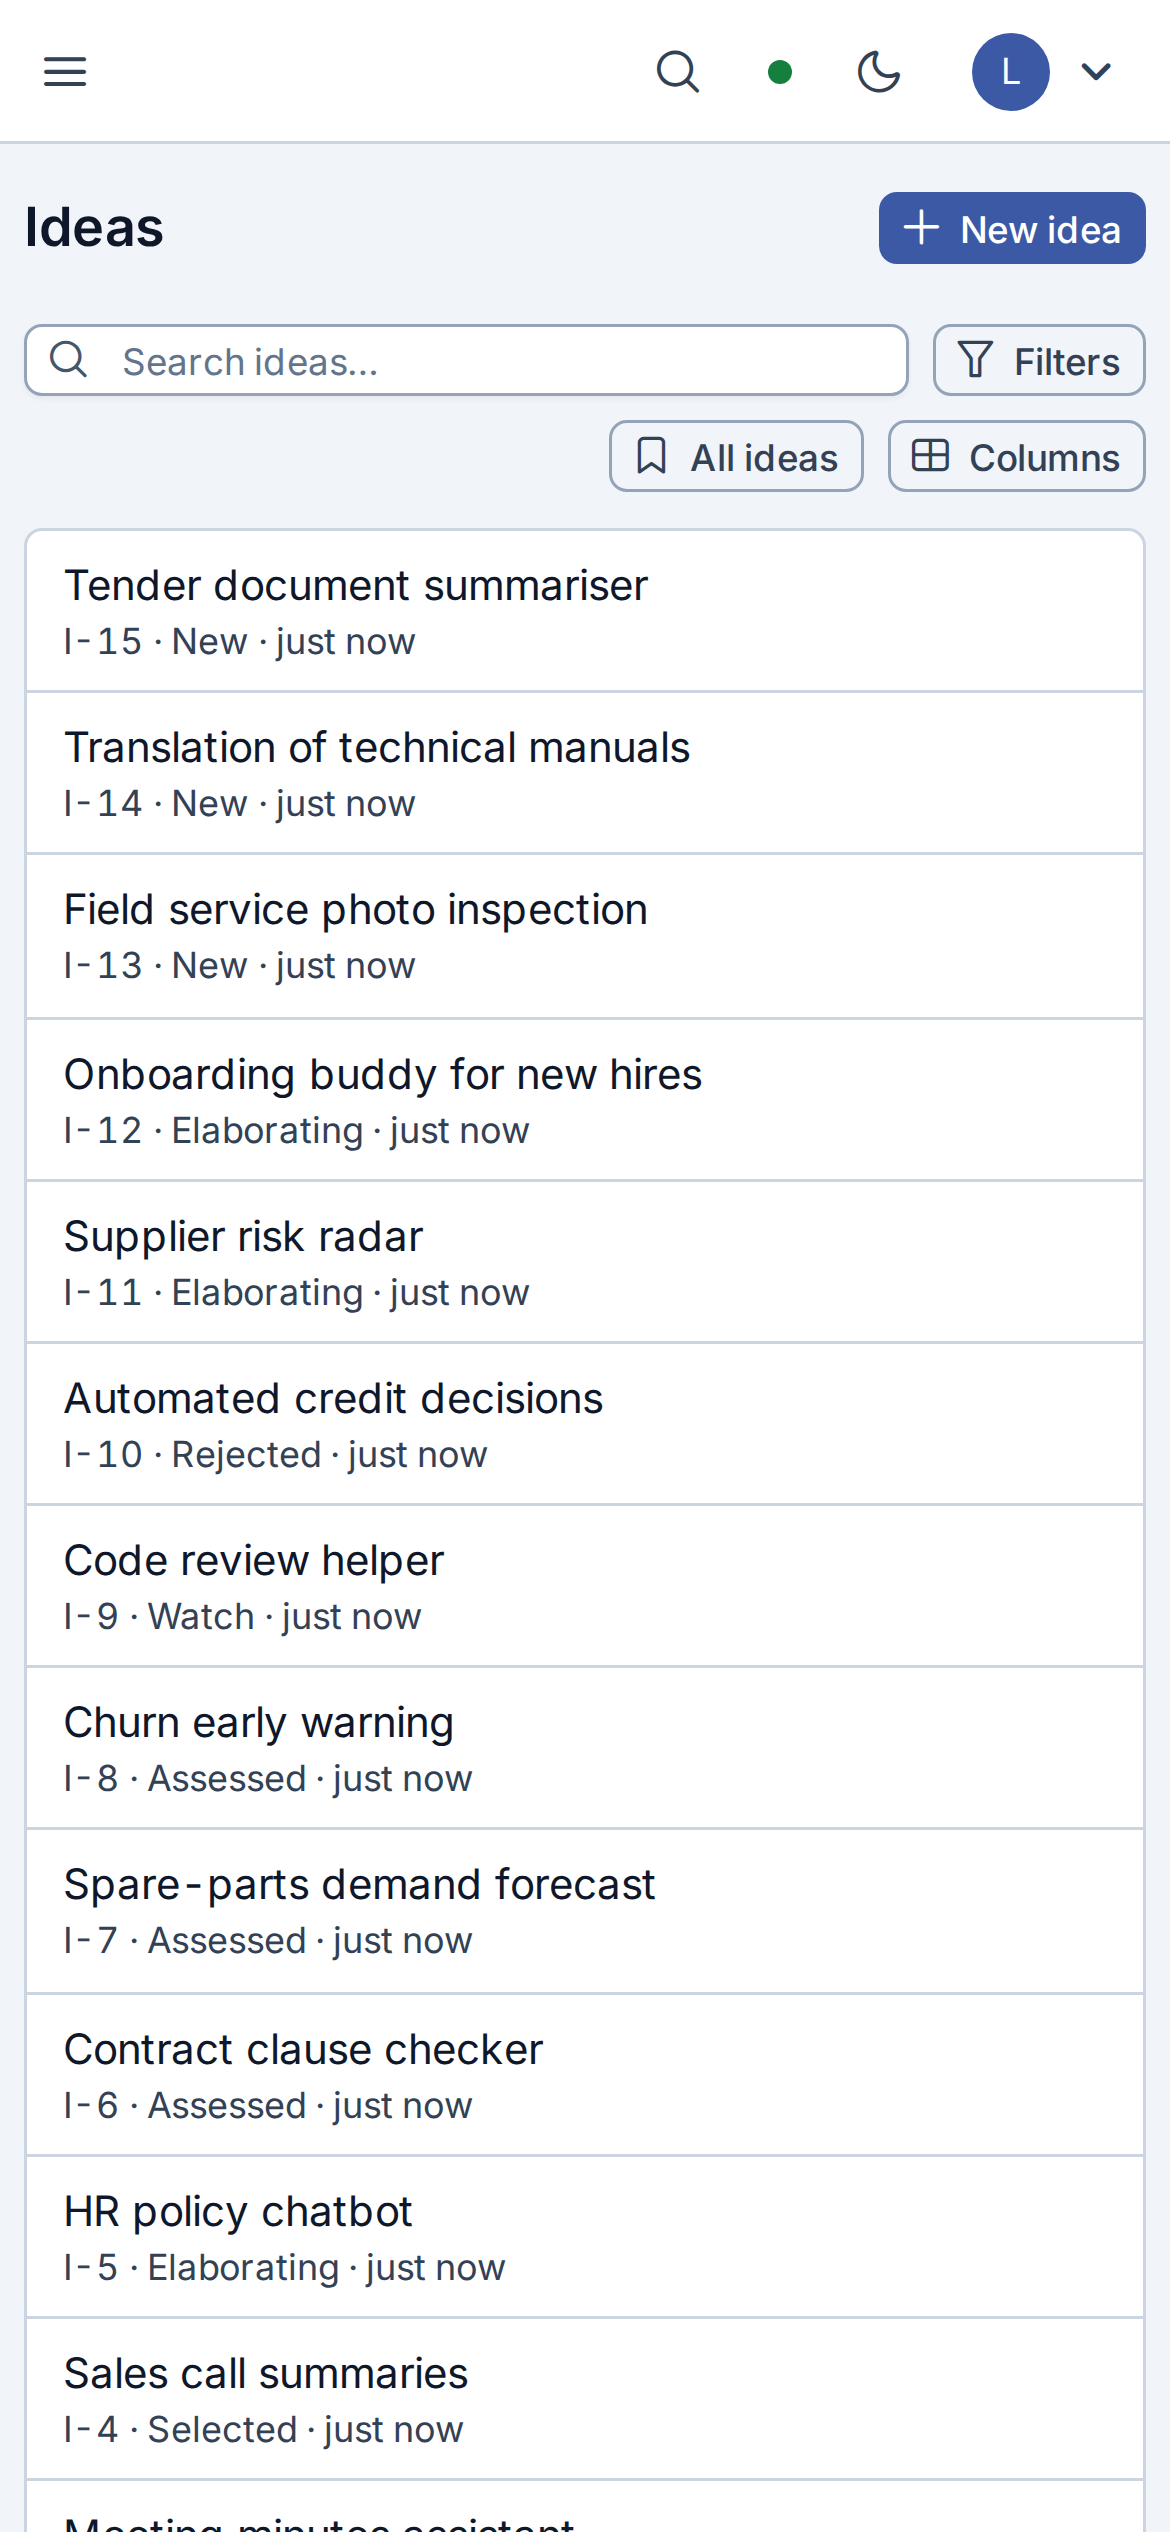 L
Ideas
New idea
Search ideas...
Filters
All ideas
Columns
Tender document summariser
I-15 · New · just now
Translation of technical manuals
I-14 · New · just now
Field service photo inspection
I-13 · New · just now
Onboarding buddy for new hires
I-12 · Elaborating · just now
Supplier risk radar
I-11 · Elaborating · just now
Automated credit decisions
I-10 · Rejected · just now
Code review helper
I-9 · Watch · just now
Churn early warning
I-8 · Assessed · just now
Spare-parts demand forecast
I-7 · Assessed · just now
Contract clause checker
I-6 · Assessed · just now
HR policy chatbot
I-5 · Elaborating · just now
Sales call summaries
I-4 · Selected · just now
Meeting minutes assistant